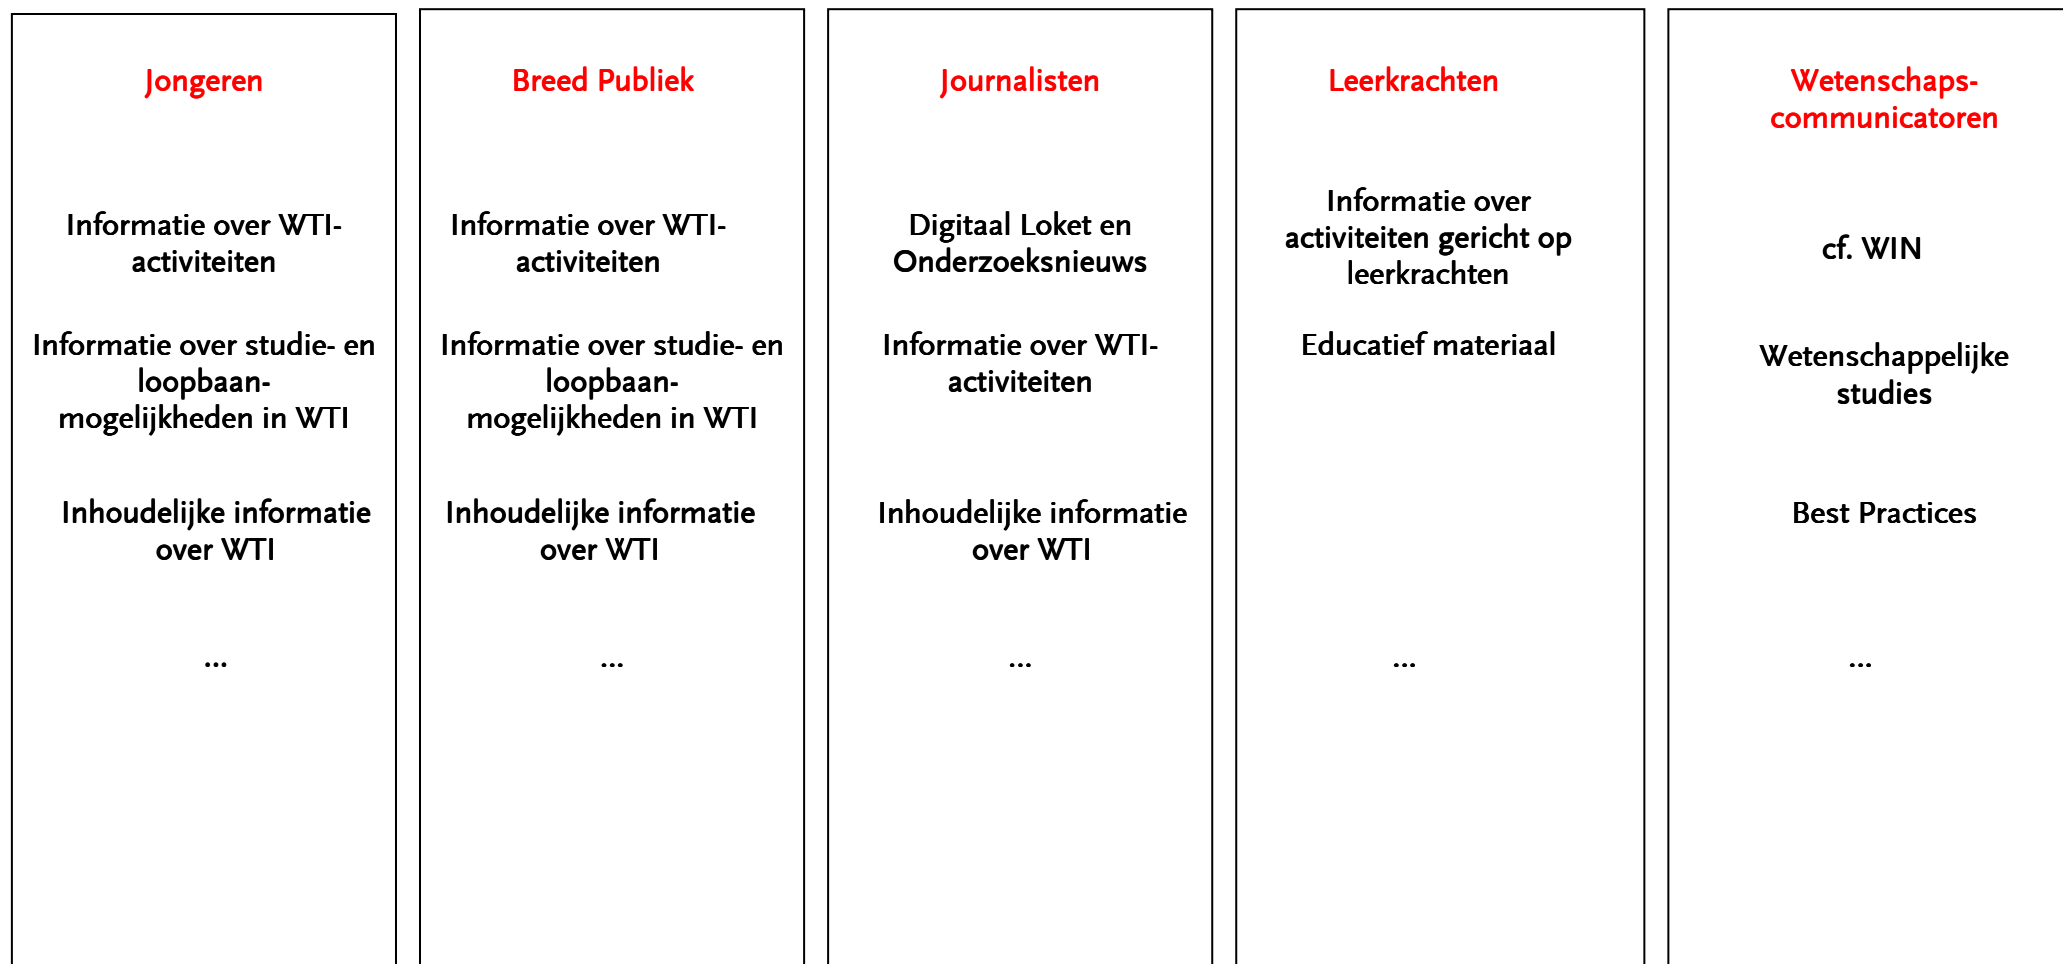 Jongeren
Informatie over WTI-
activiteiten
Informatie over studie- en
loopbaan-
mogelijkheden in WTI
Inhoudelijke informatie
over WTI
...
Breed Publiek
Informatie over WTI-
activiteiten
Informatie over studie- en
loopbaan-
mogelijkheden in WTI
Inhoudelijke informatie
over WTI
...
Journalisten
Digitaal Loket en
Onderzoeksnieuws
Informatie over WTI-
activiteiten
Inhoudelijke informatie
over WTI
...
Leerkrachten
Informatie over
activiteiten gericht op
leerkrachten
Educatief materiaal
...
Wetenschaps-
communicatoren
cf. WIN
Wetenschappelijke
studies
Best Practices
...